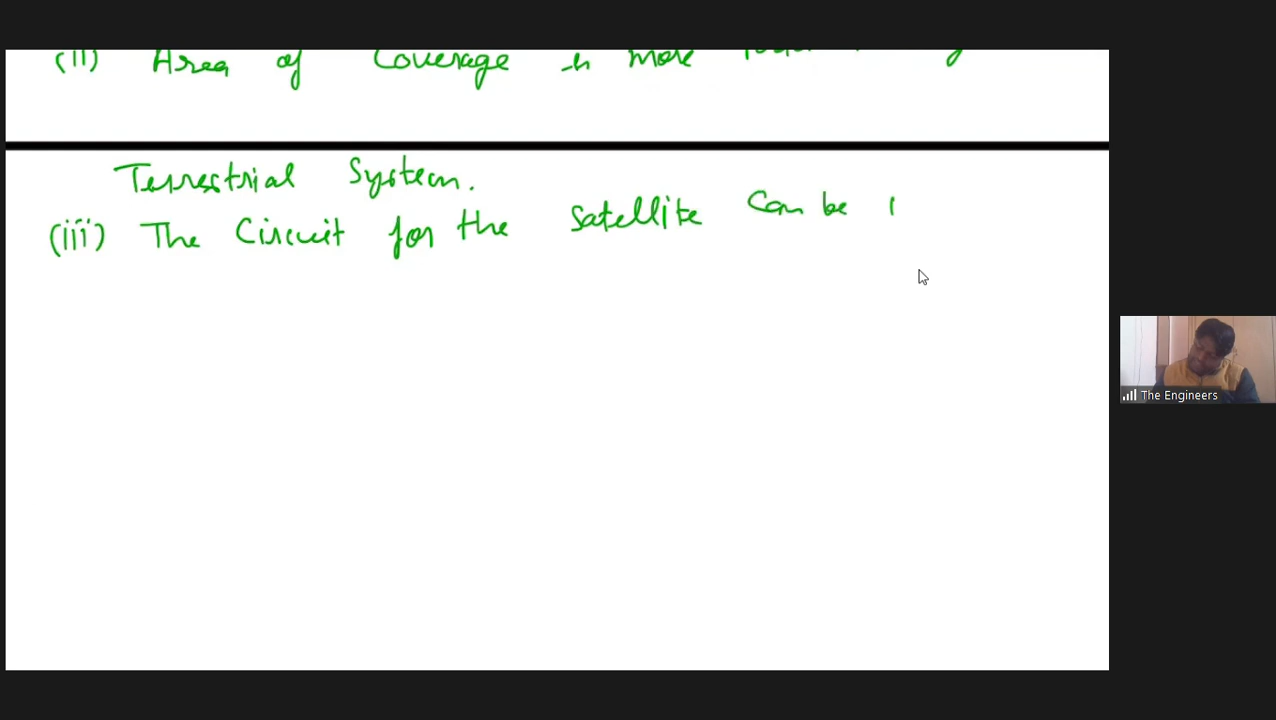 (ii) Area of Coverage is more
Terrestrial System.
(iii) The Circuit for the Satellite can be
The Engineers